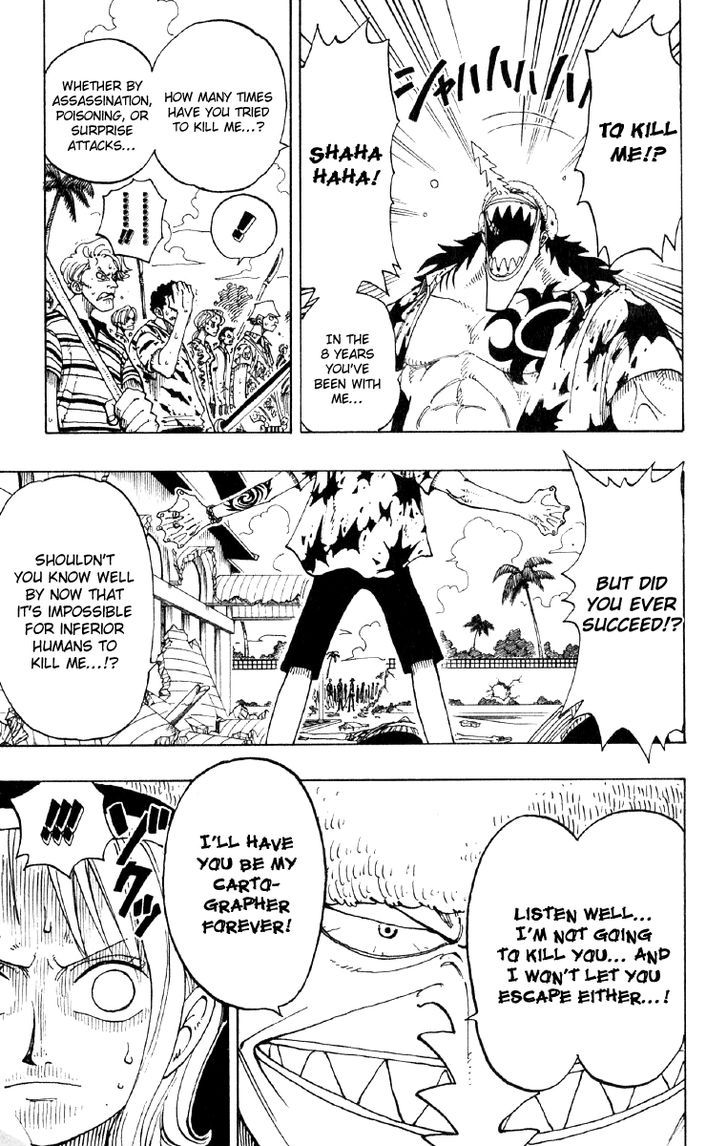 TO KILL
ME!?
シャハハハハ
SHAHA
HAHA!
IN THE
8 YEARS
YOU'VE
BEEN WITH
ME...
HOW MANY TIMES
HAVE YOU TRIED
TO KILL ME...?
WHETHER BY
ASSASSINATION,
POISONING, OR
SURPRISE
ATTACKS...
!
!!
BUT DID
YOU EVER
SUCCEED!?
SHOULDN'T
YOU KNOW WELL
BY NOW THAT
IT'S IMPOSSIBLE
FOR INFERIOR
HUMANS TO
KILL ME...!?
LISTEN WELL...
I'M NOT GOING
TO KILL YOU... AND
I WON'T LET YOU
ESCAPE EITHER...!
I'LL HAVE
YOU BE MY
CARTO-
GRAPHER
FOREVER!
ビクッ
!!!